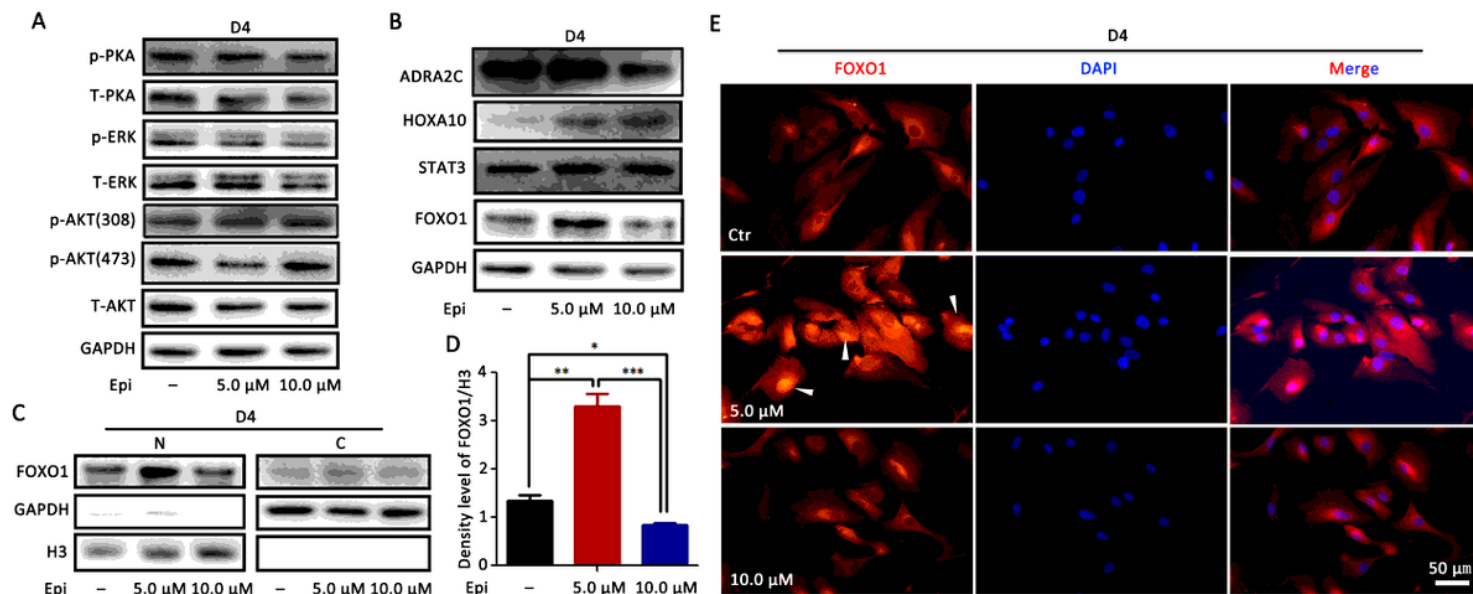 A
D4
p-PKA
T-PKA
p-ERK
T-ERK
p-AKT(308)
p-AKT(473)
T-AKT
GAPDH
Epi – 5.0 μM 10.0 μM
B
D4
ADRA2C
HOXA10
STAT3
FOXO1
GAPDH
Epi – 5.0 μM 10.0 μM
C
D4
N C
FOXO1
GAPDH
H3
Epi – 5.0 μM 10.0 μM – 5.0 μM 10.0 μM
D
Density level of FOXO1/H3
*
** ***
4
3
2
1
0
Epi – 5.0 μM 10.0 μM
E
D4
FOXO1 DAPI Merge
Ctr
5.0 μM
10.0 μM
50 μm